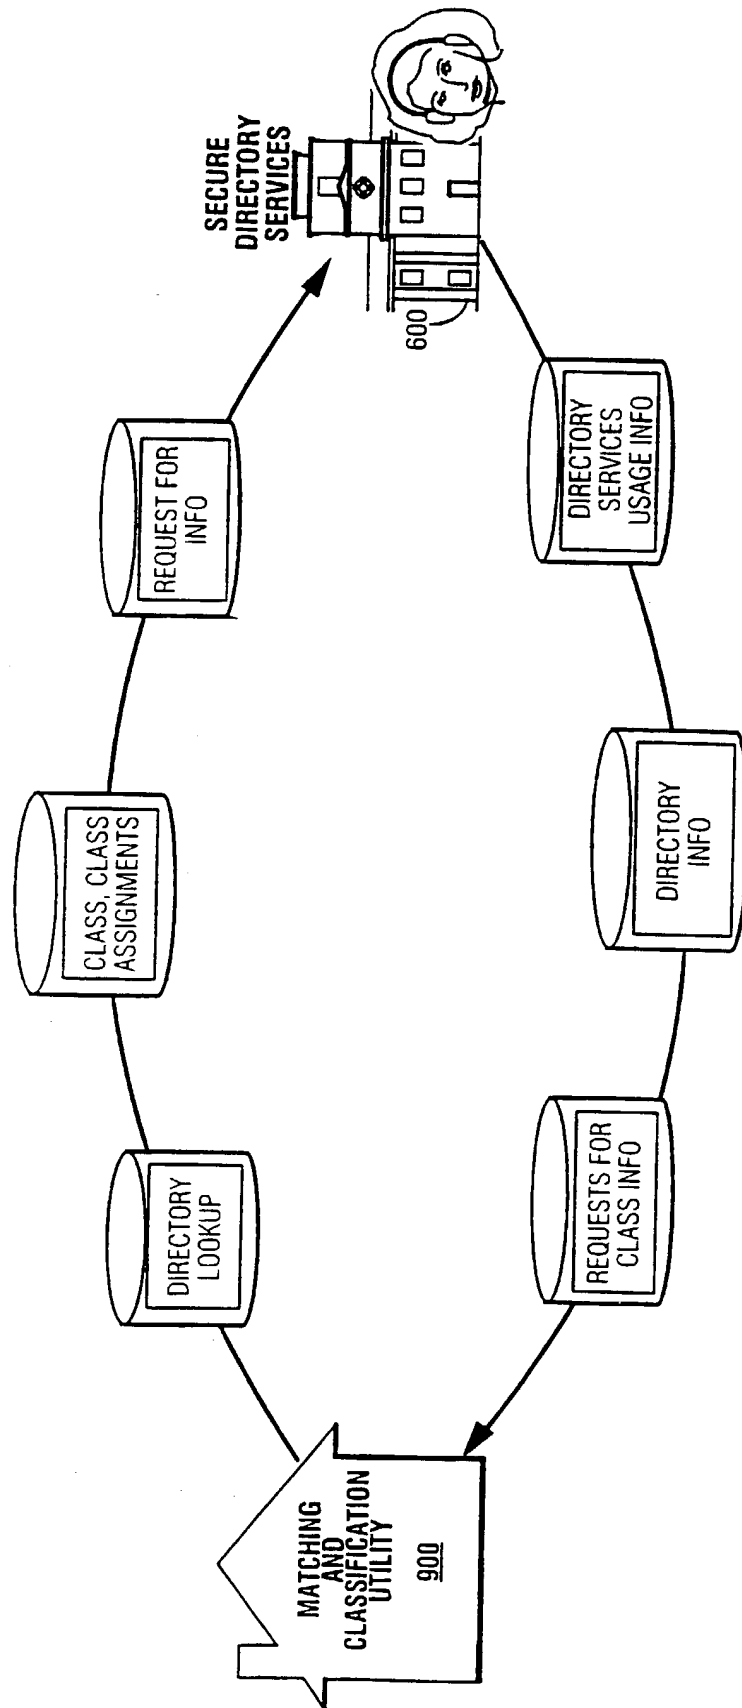 SECURE
DIRECTORY
SERVICES
600
REQUEST FOR
INFO
CLASS, CLASS
ASSIGNMENTS
DIRECTORY
LOOKUP
MATCHING
AND
CLASSIFICATION
UTILITY
900
REQUESTS FOR
CLASS INFO
DIRECTORY
INFO
DIRECTORY
SERVICES
USAGE INFO